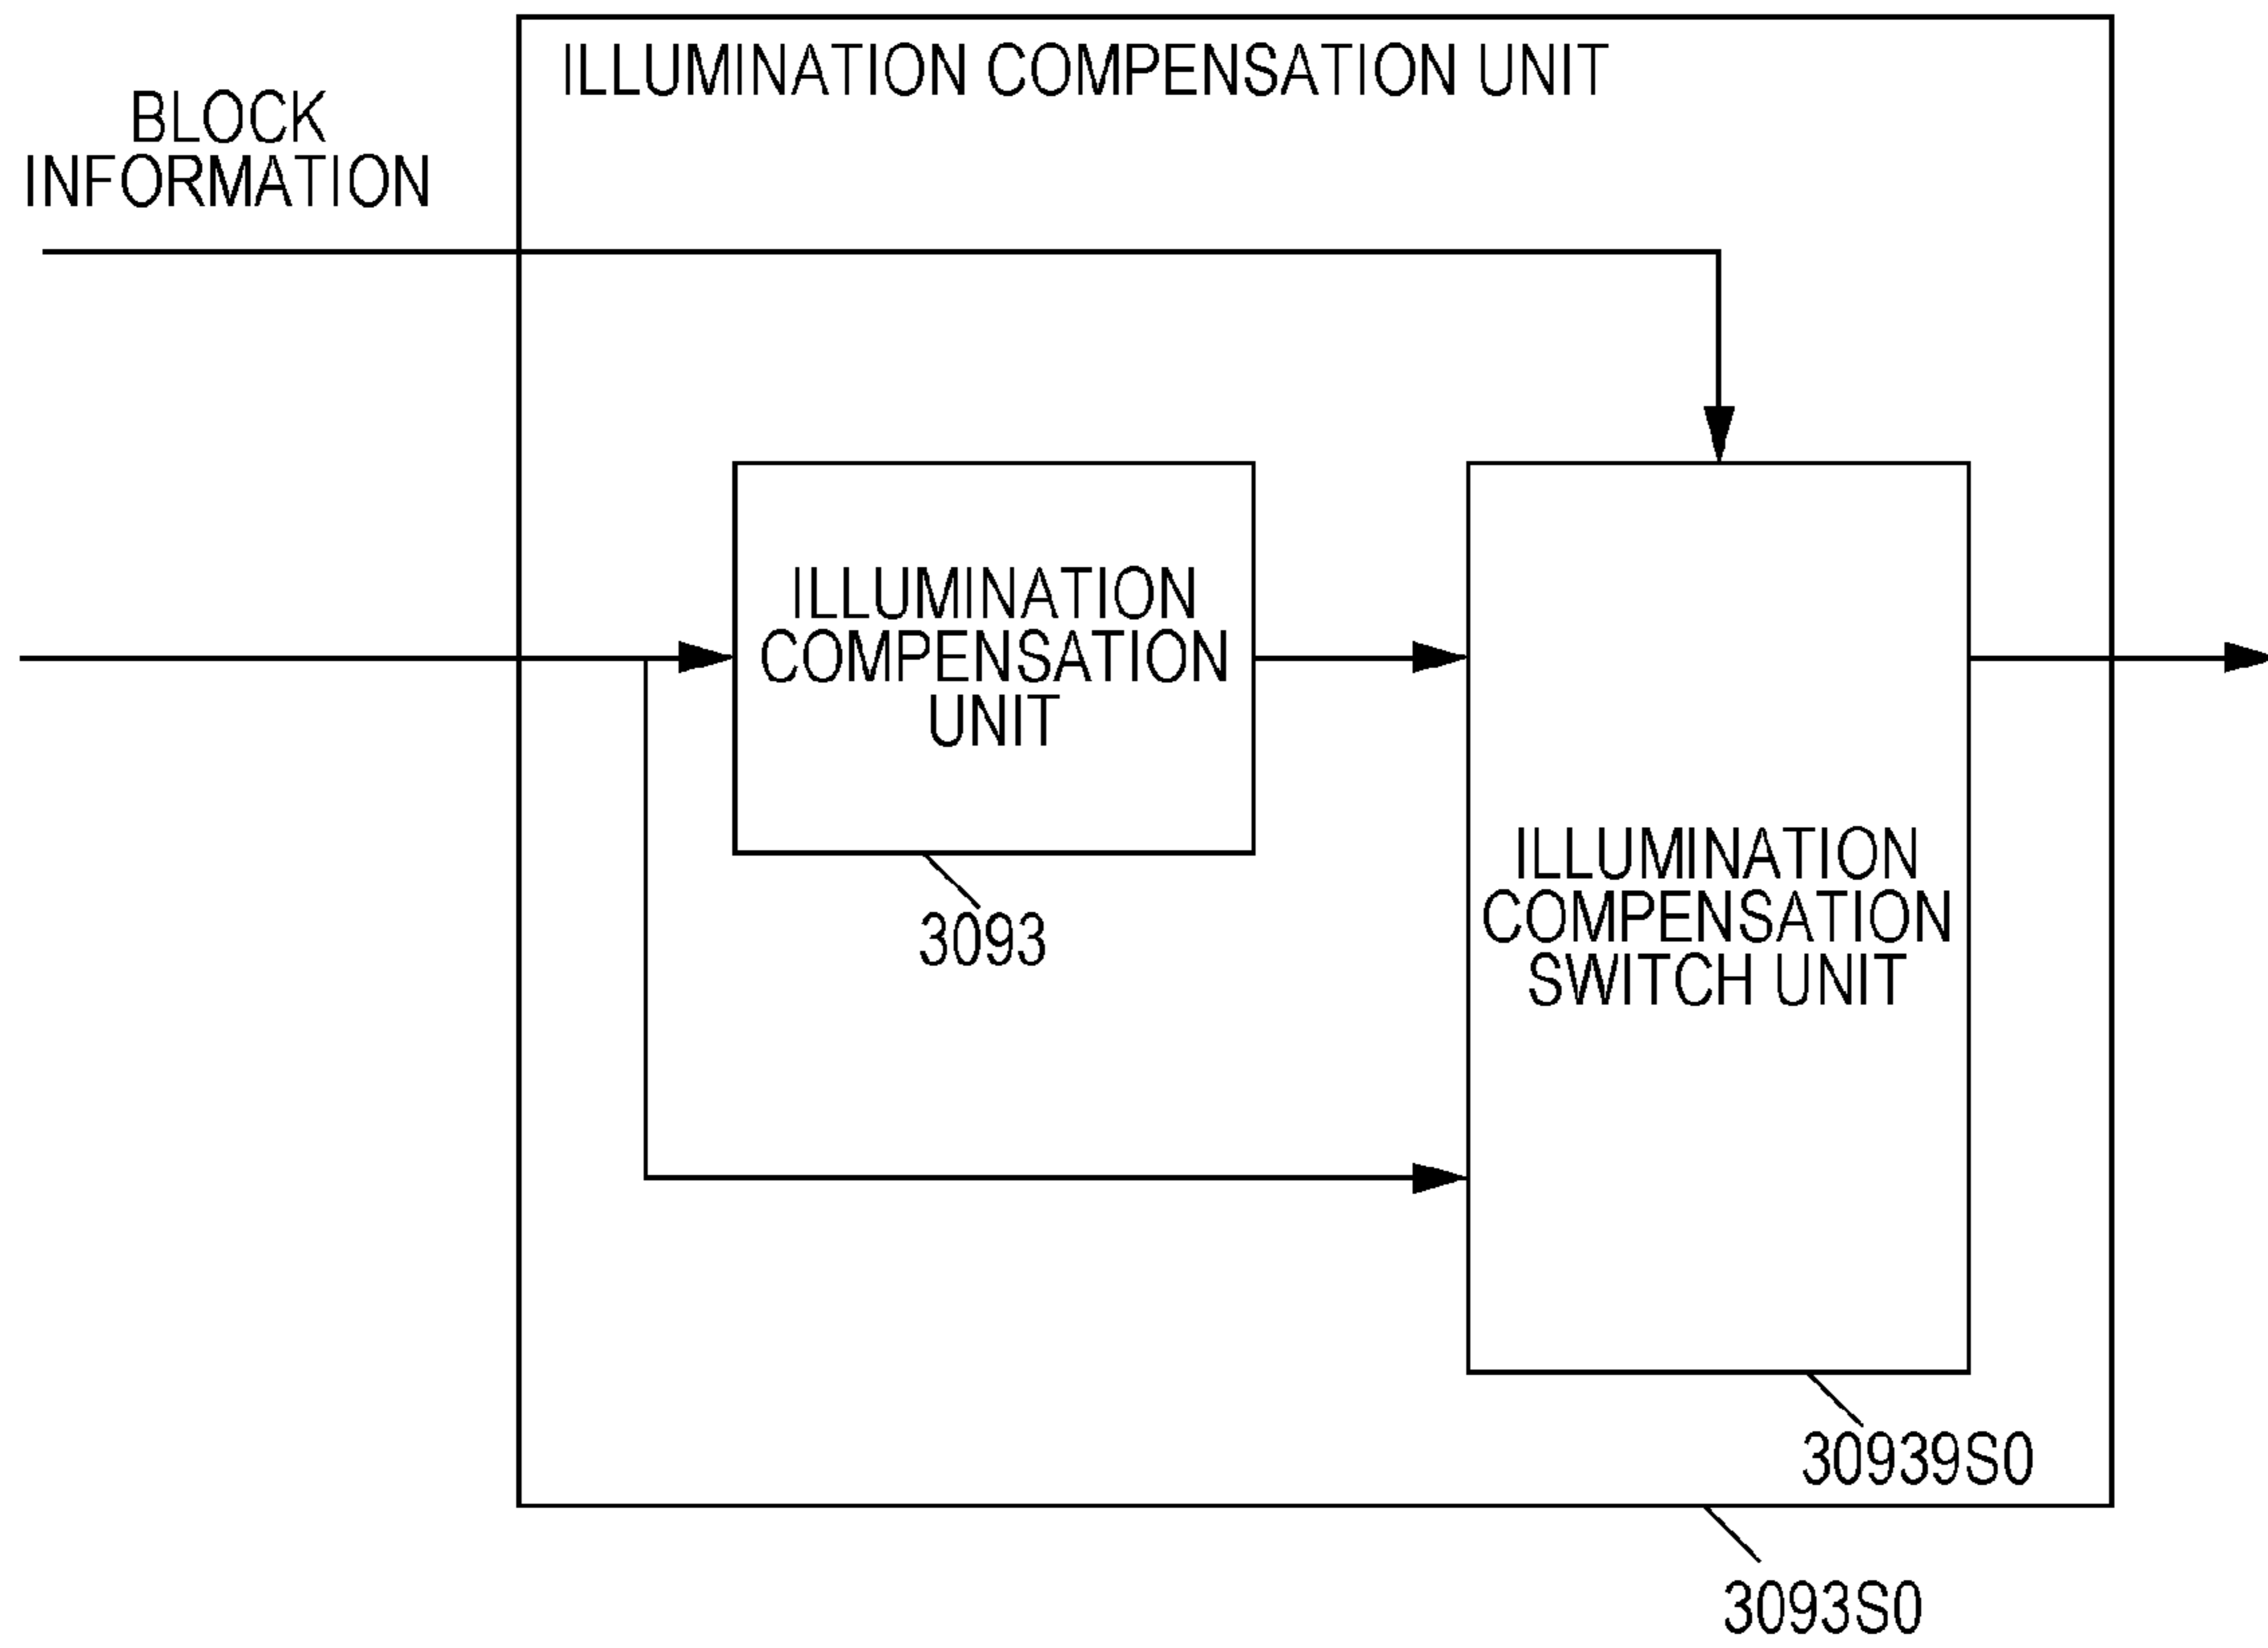 ILLUMINATION COMPENSATION UNIT
BLOCK
INFORMATION
ILLUMINATION
COMPENSATION
UNIT
3093
ILLUMINATION
COMPENSATION
SWITCH UNIT
30939S0
3093S0